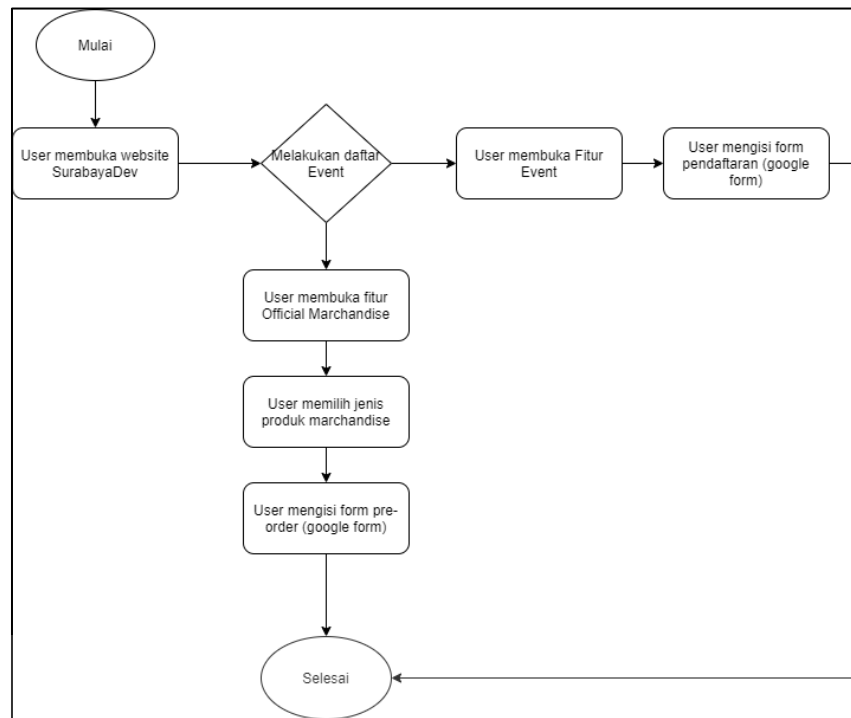 Mulai
User membuka website
SurabayaDev
Melakukan daftar
Event
User membuka Fitur
Event
User mengisi form
pendaftaran (google
form)
User membuka fitur
Official Marchandise
User memilih jenis
produk marchandise
User mengisi form pre-
order (google form)
Selesai